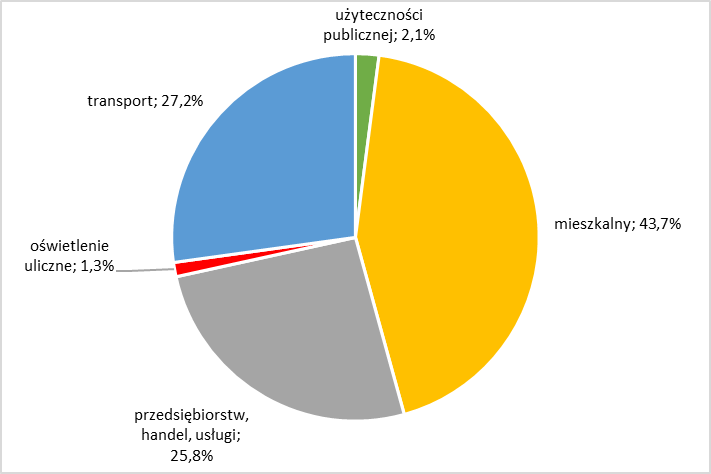 użyteczności
publicznej; 2,1%
transport; 27,2%
mieszkalny; 43,7%
oświetlenie
uliczne; 1,3%
przedsiębiorstw,
handel, usługi;
25,8%